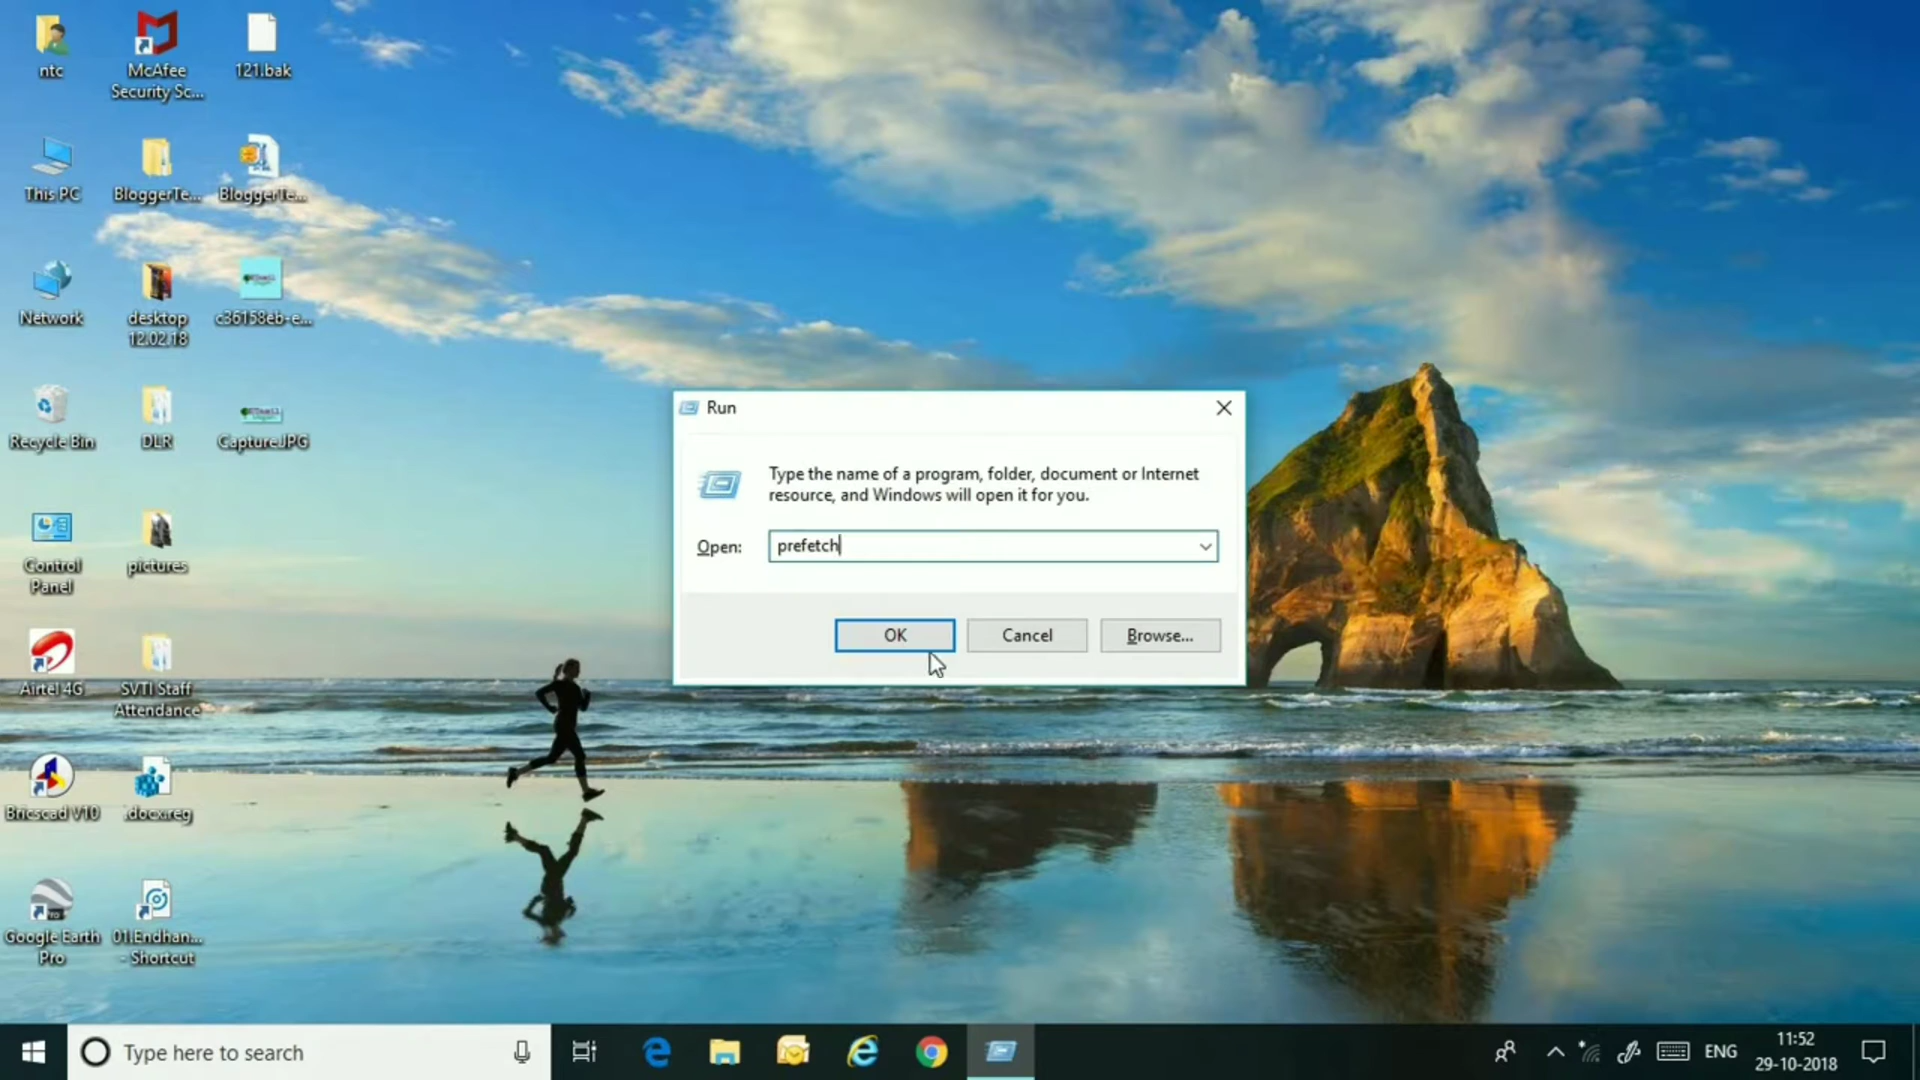 ntc
McAfee
Security Sc...
121.bak
This PC
BloggerTe...
BloggerTe...
Network
desktop
12.02.18
c36158eb-e...
Recycle Bin
DLR
Capture.JPG
Control
Panel
pictures
Airtel 4G
SVTI Staff
Attendance
Bricscad V10
.docx.reg
Google Earth
Pro
01.Endhan...
- Shortcut
Run
Type the name of a program, folder, document or Internet
resource, and Windows will open it for you.
Open:
prefetch
OK
Cancel
Browse...
Type here to search
ENG
11:52
29-10-2018